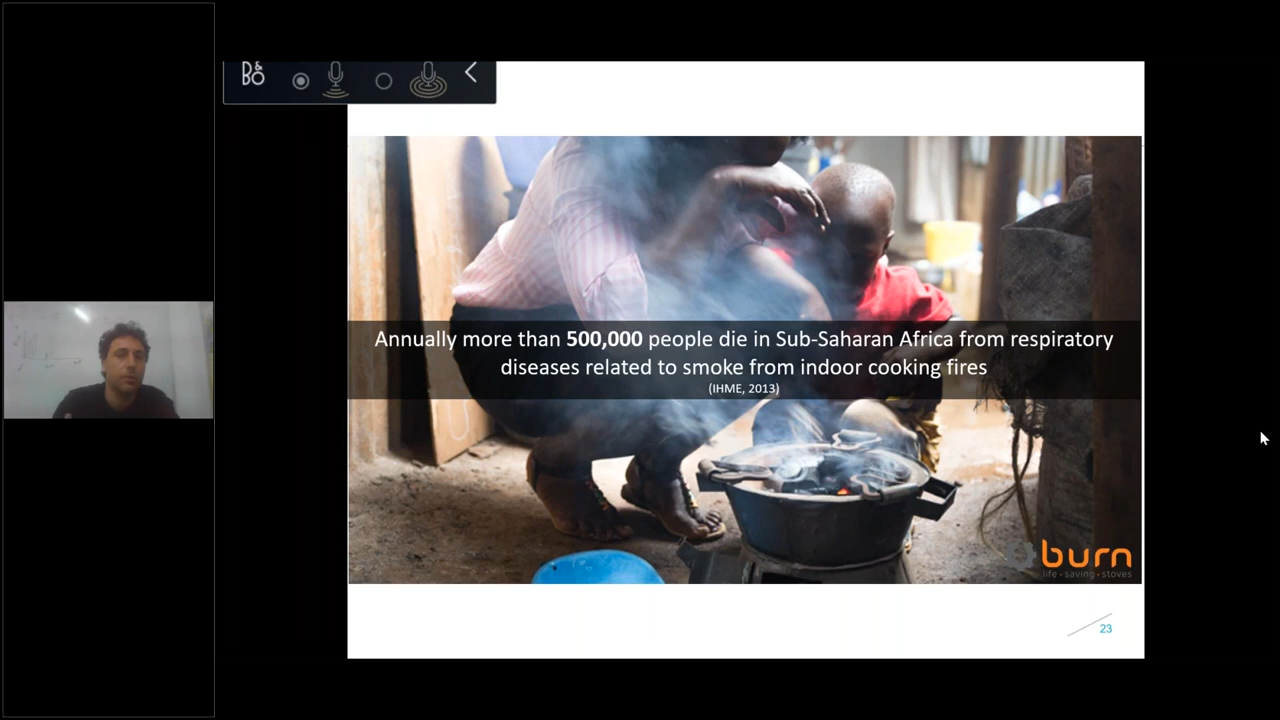 B&O
Annually more than 500,000 people die in Sub-Saharan Africa from respiratory
diseases related to smoke from indoor cooking fires
(IHME, 2013)
burn
life - saving - stoves
23